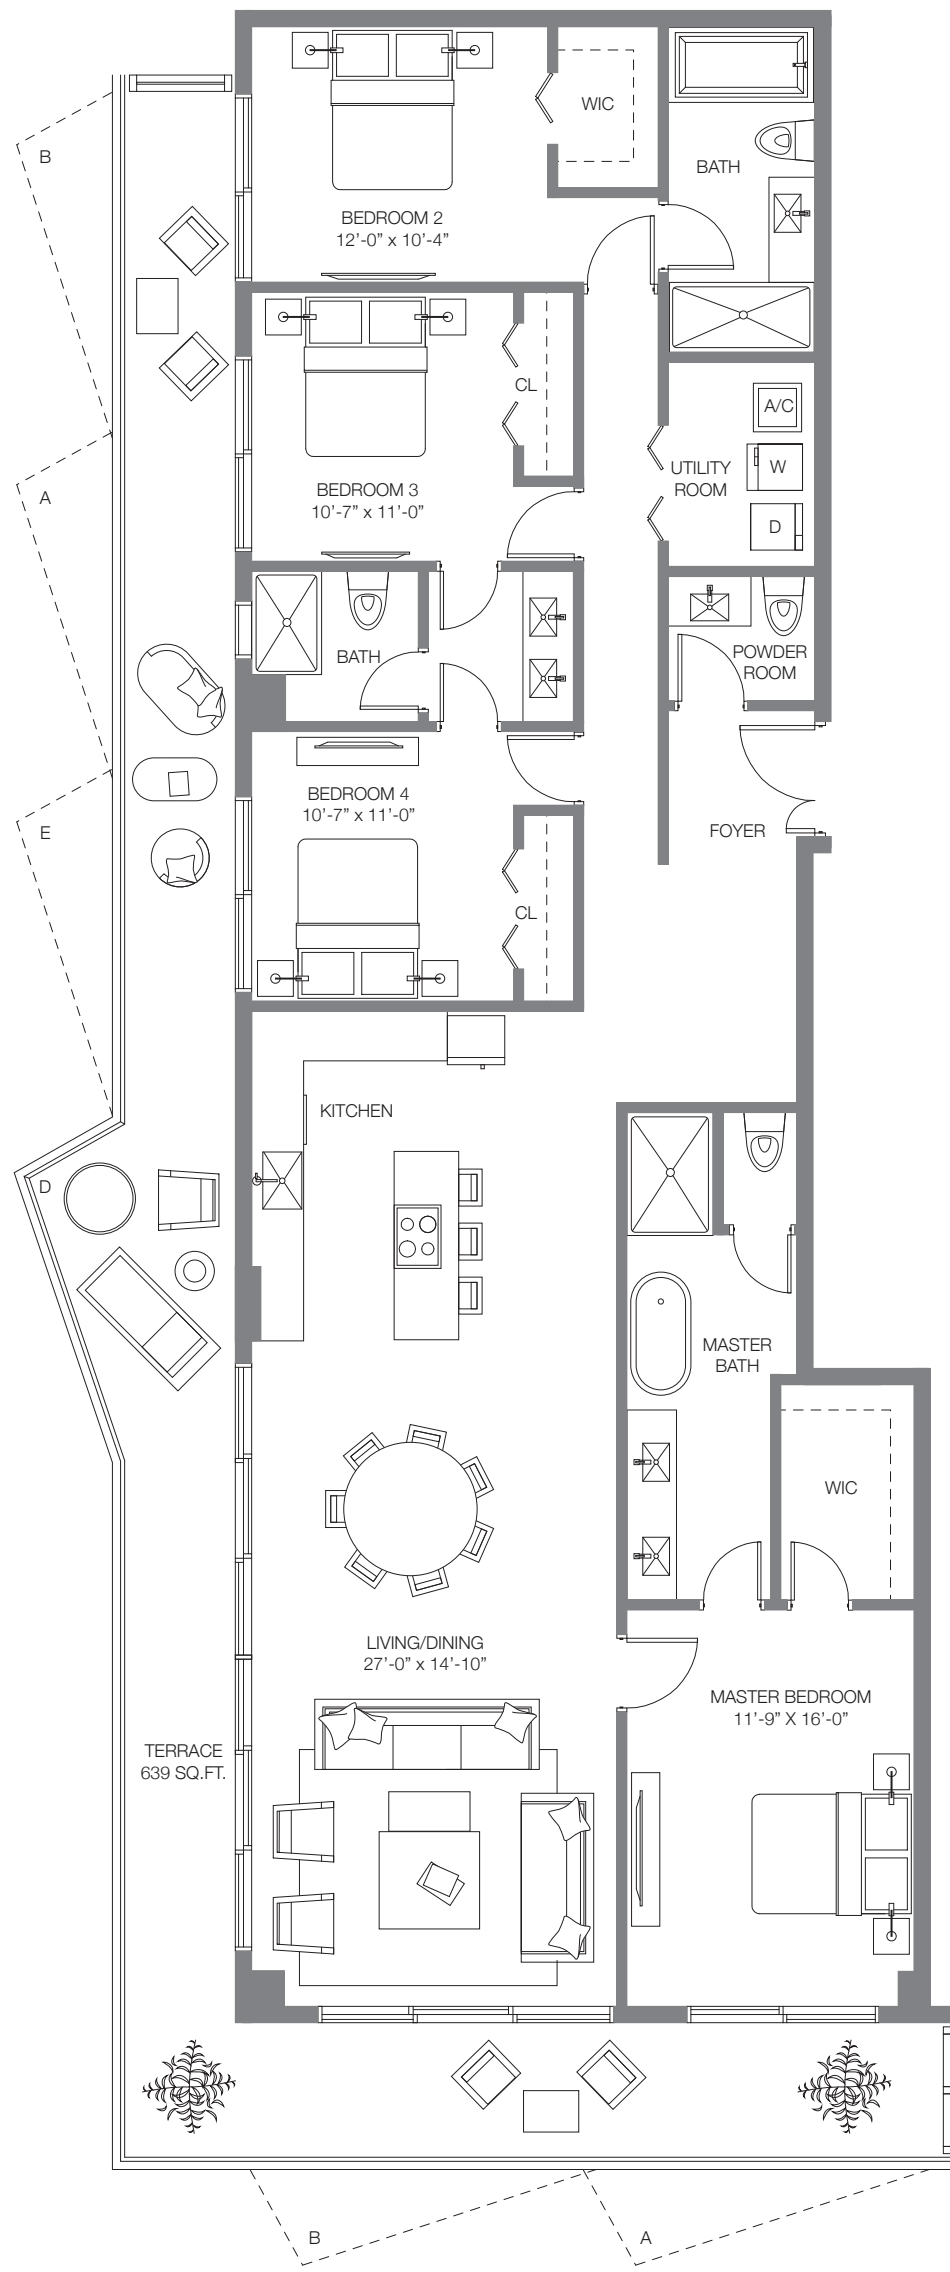 WIC
B
BATH
BEDROOM 2
12’-0” x 10’-4”
CL
A/C
UTILITY
ROOM
W
BEDROOM 3
10’-7” x 11’-0”
A
D
BATH
POWDER
ROOM
BEDROOM 4
10’-7” x 11’-0”
E
FOYER
CL
KITCHEN
D
MASTER
BATH
WIC
LIVING/DINING
27’-0” x 14’-10”
MASTER BEDROOM
11’-9” X 16’-0”
TERRACE
639 SQ.FT.
B
A